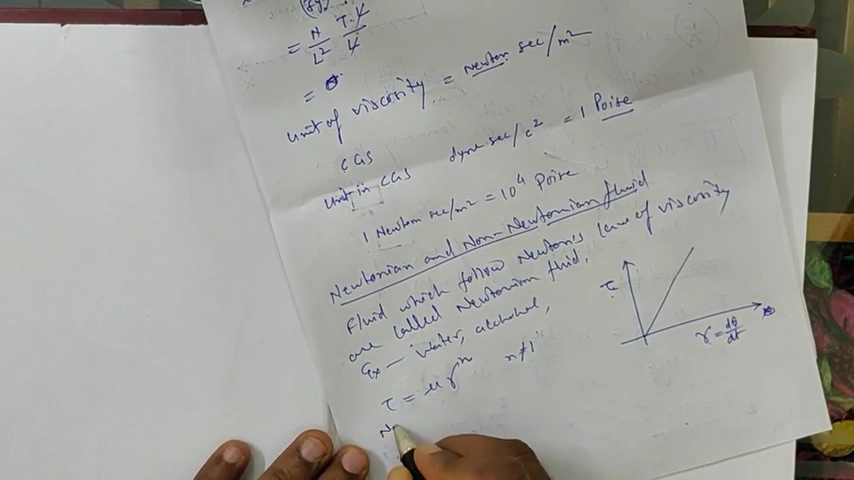 = N/L² T.L/L
=
Unit of viscosity = Newton sec/m²
CGS
Unit in CGS dyne sec/c² = 1 Poise
1 Newton sec/m² = 10⁴ Poise
Newtonian and Non-Newtonian fluid
Fluid which follow Newton's law of viscosity
are called Newtonian fluid,
Ex — Water, alcohol,
τ = μ γⁿ n≠1
N
τ
γ = dθ/dt